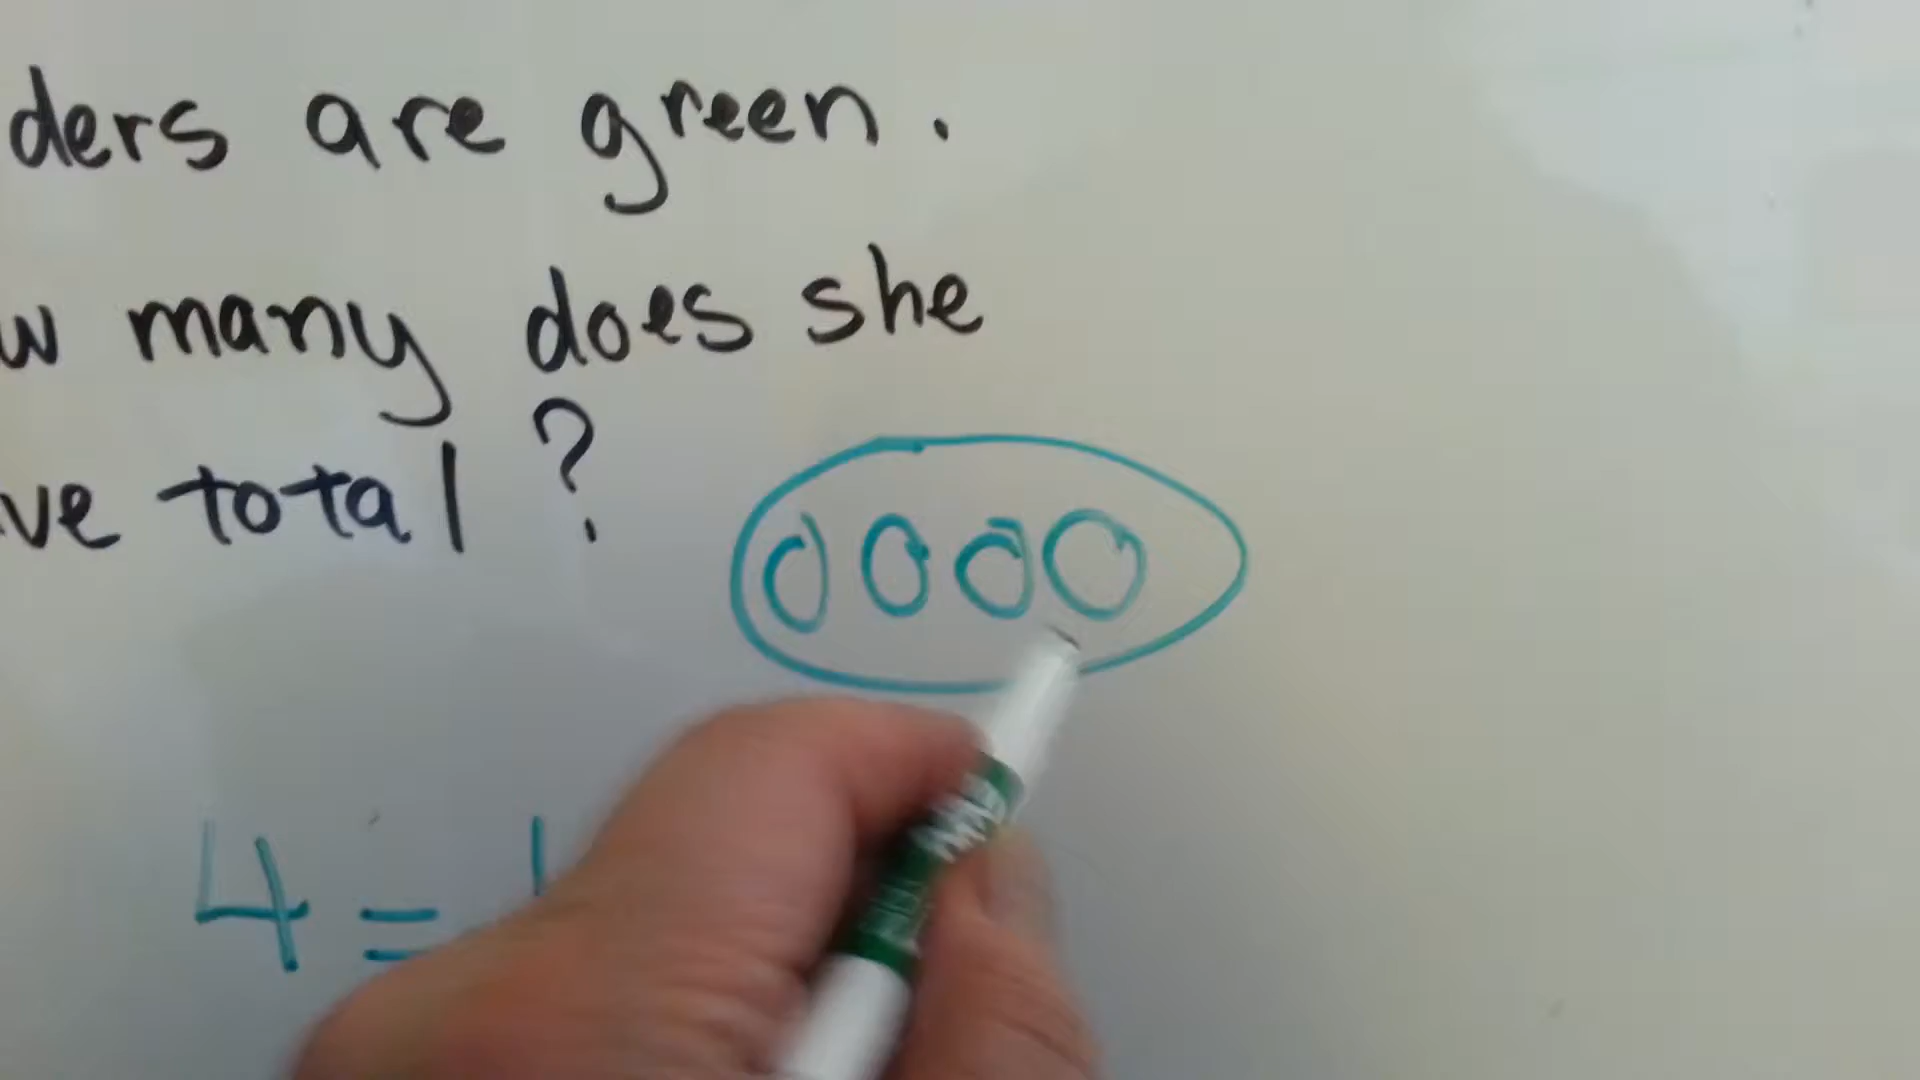 ders are green.
w many does she
ve total?
4 =